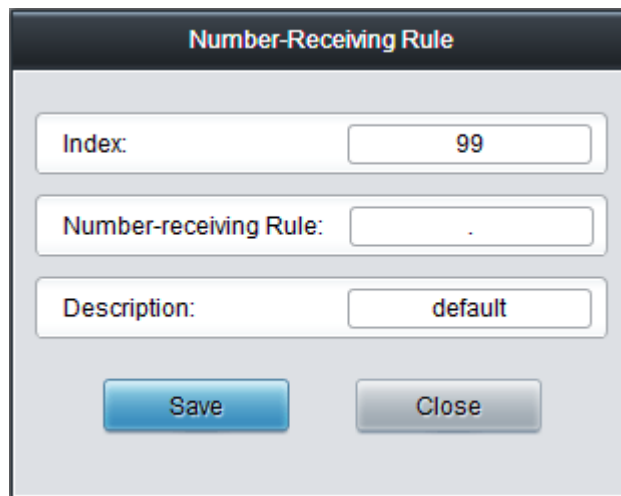 Number-Receiving Rule
Index: 99
Number-receiving Rule: .
Description: default
Save Close